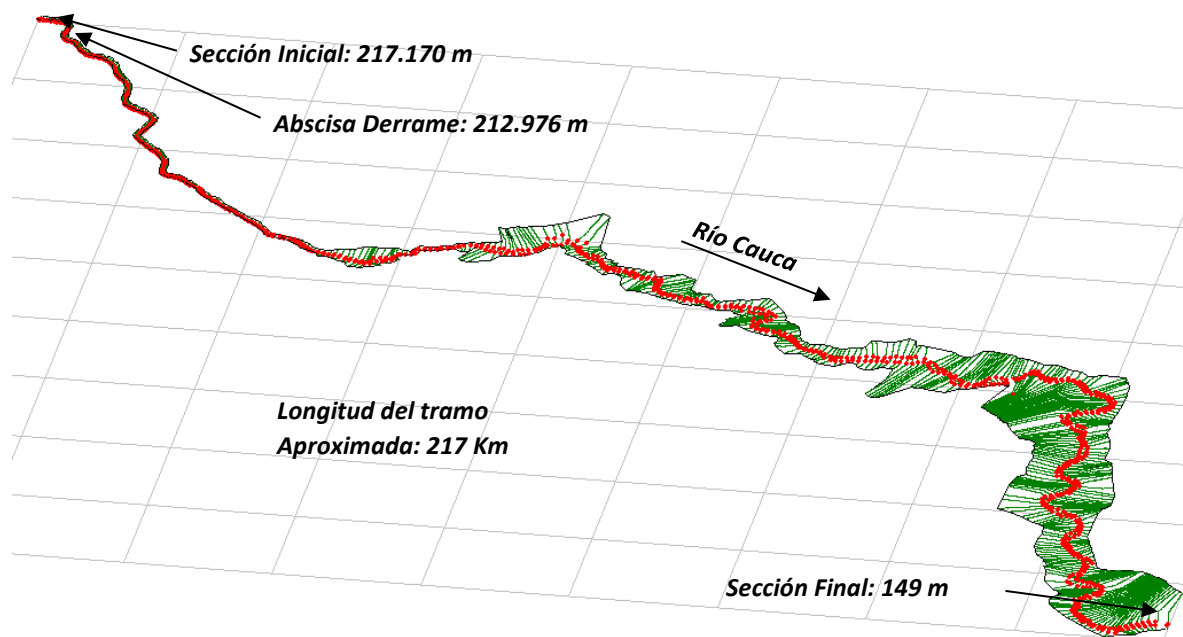 Sección Inicial: 217.170 m
Abscisa Derrame: 212.976 m
Río Cauca
Longitud del tramo
Aproximada: 217 Km
Sección Final: 149 m